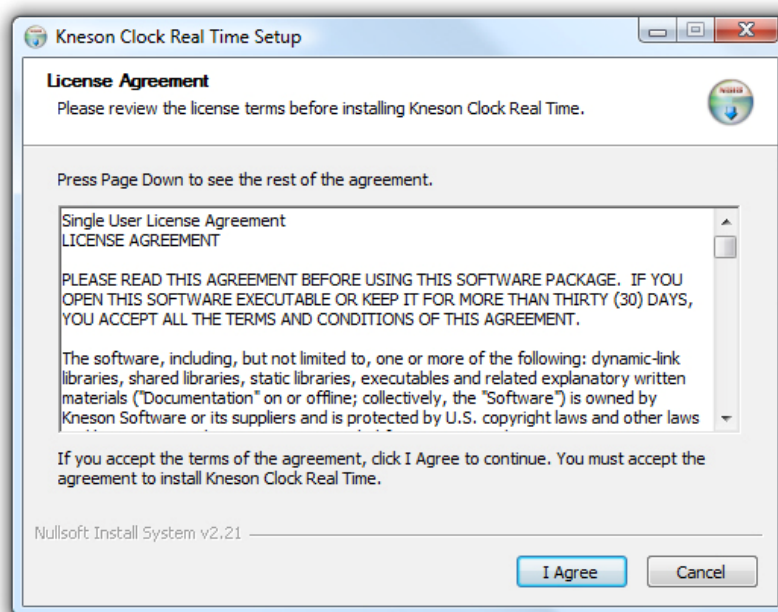 Kneson Clock Real Time Setup
License Agreement
Please review the license terms before installing Kneson Clock Real Time.
Press Page Down to see the rest of the agreement.
Single User License Agreement
LICENSE AGREEMENT
PLEASE READ THIS AGREEMENT BEFORE USING THIS SOFTWARE PACKAGE.  IF YOU
OPEN THIS SOFTWARE EXECUTABLE OR KEEP IT FOR MORE THAN THIRTY (30) DAYS,
YOU ACCEPT ALL THE TERMS AND CONDITIONS OF THIS AGREEMENT.
The software, including, but not limited to, one or more of the following: dynamic-link
libraries, shared libraries, static libraries, executables and related explanatory written
materials ("Documentation" on or offline; collectively, the "Software") is owned by
Kneson Software or its suppliers and is protected by U.S. copyright laws and other laws
If you accept the terms of the agreement, click I Agree to continue. You must accept the
agreement to install Kneson Clock Real Time.
Nullsoft Install System v2.21
I Agree
Cancel